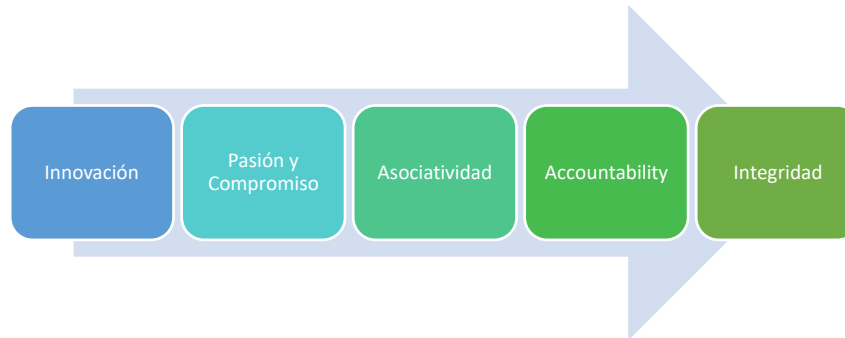 Innovación
Pasión y
Compromiso
Asociatividad
Accountability
Integridad